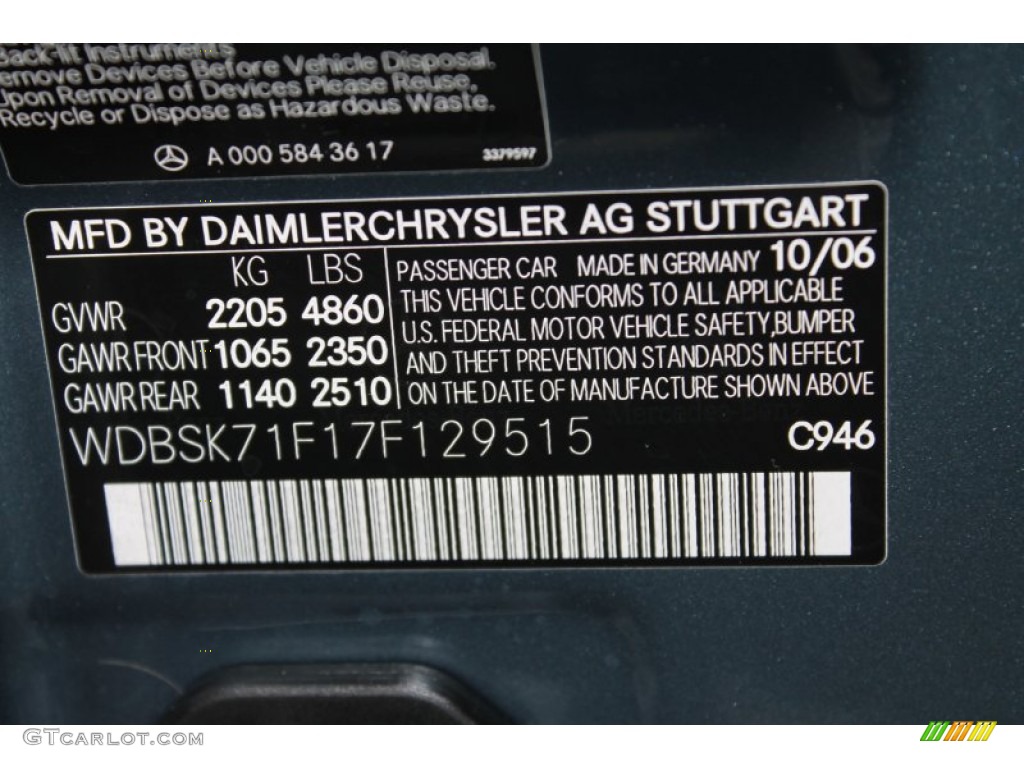 Back-fit Instruments
emove Devices Before Vehicle Disposal.
Upon Removal of Devices Please Reuse,
Recycle or Dispose as Hazardous Waste.
A 000 584 36 17 3379597
MFD BY DAIMLERCHRYSLER AG STUTTGART
KG LBS
GVWR 2205 4860
GAWR FRONT 1065 2350
GAWR REAR 1140 2510
PASSENGER CAR MADE IN GERMANY 10/06
THIS VEHICLE CONFORMS TO ALL APPLICABLE
U.S. FEDERAL MOTOR VEHICLE SAFETY,BUMPER
AND THEFT PREVENTION STANDARDS IN EFFECT
ON THE DATE OF MANUFACTURE SHOWN ABOVE
WDBSK71F17F129515 C946
GTCarLot.com